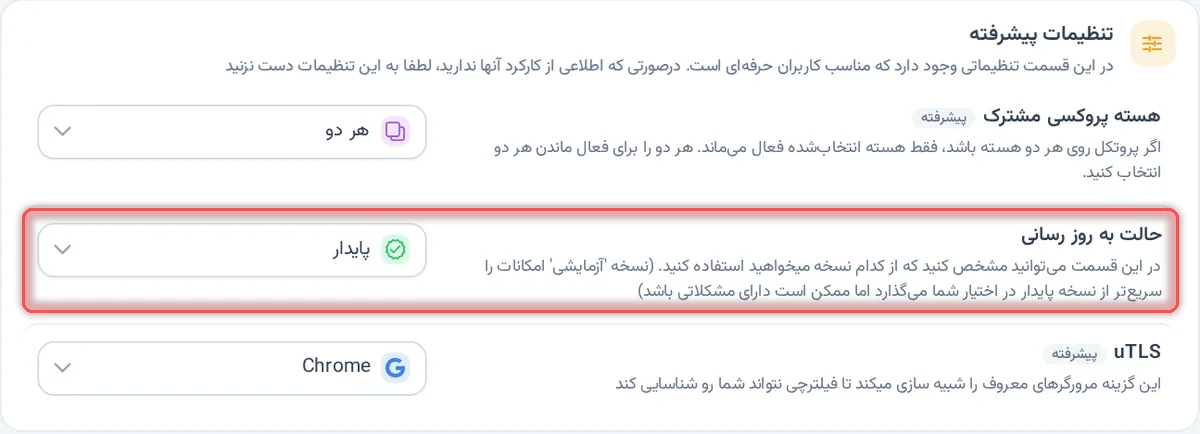 تنظیمات پیشرفته
در این قسمت تنظیماتی وجود دارد که مناسب کاربران حرفه‌ای است. درصورتی که اطلاعی از کارکرد آنها ندارید، لطفا به این تنظیمات دست نزنید
هسته پروکسی مشترک پیشرفته
اگر پروتکل روی هر دو هسته باشد، فقط هسته انتخاب‌شده فعال می‌ماند. هر دو را برای فعال ماندن هر دو
انتخاب کنید.
هر دو
حالت به روز رسانی
در این قسمت می‌توانید مشخص کنید که از کدام نسخه میخواهید استفاده کنید. (نسخه 'آزمایشی' امکانات را
سریع‌تر از نسخه پایدار در اختیار شما می‌گذارد اما ممکن است دارای مشکلاتی باشد)
پایدار
uTLS پیشرفته
این گزینه مرورگرهای معروف را شبیه سازی میکند تا فیلترچی نتواند شما رو شناسایی کند
Chrome